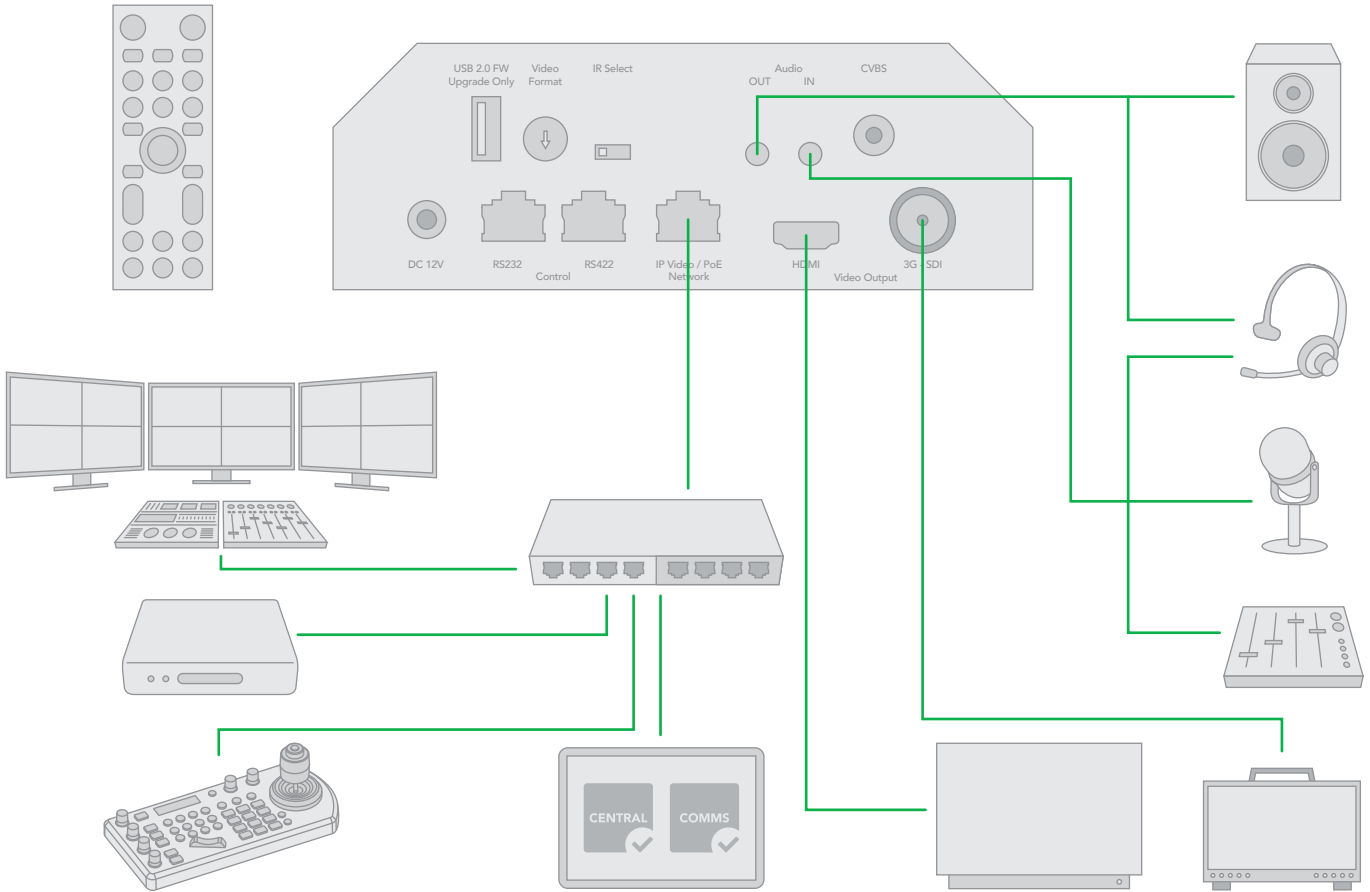 USB 2.0 FW
Upgrade Only
Video
Format
IR Select
Audio
OUT
IN
CVBS
DC 12V
RS232
RS422
Control
IP Video / PoE
Network
HDMI
3G - SDI
Video Output
CENTRAL
COMMS